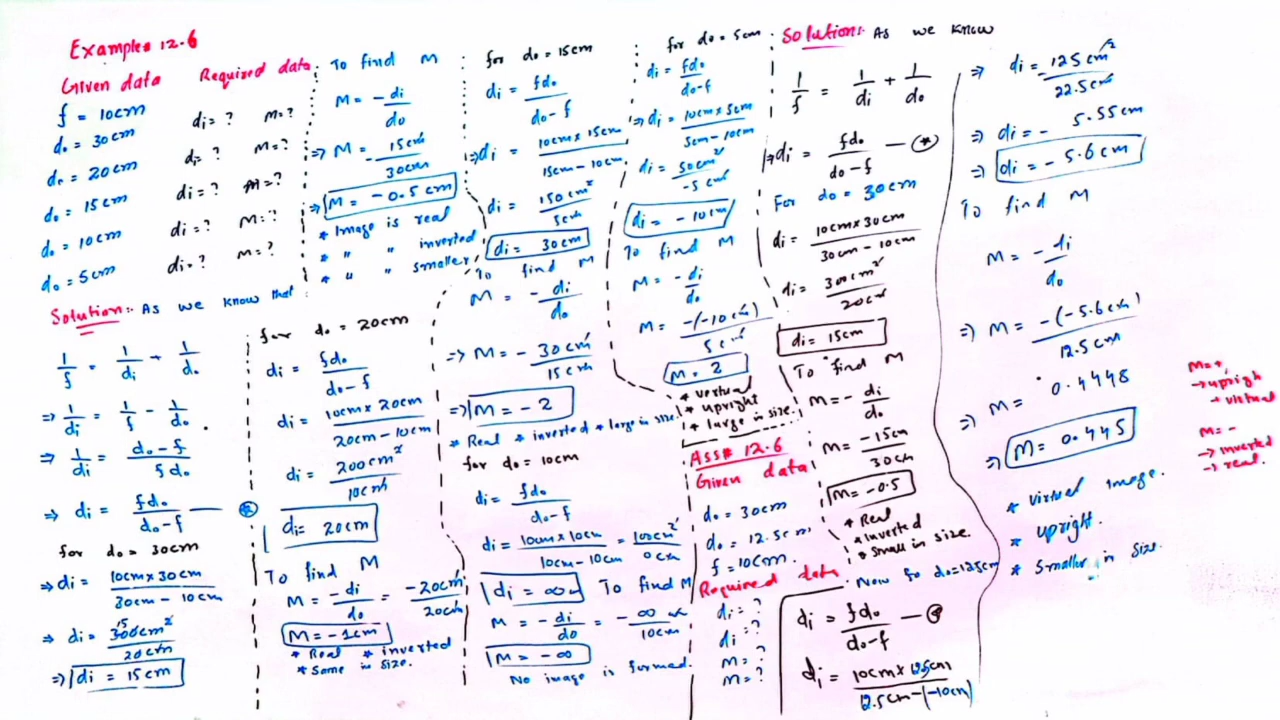 Example# 12.6
Given data Required data:
f = 10cm
do = 30cm di = ? M = ?
do = 20cm di = ? M = ?
do = 15cm di = ? M = ?
do = 10cm di = ? M = ?
do = 5cm di = ? M = ?
Solution:- As we know that
1/f = 1/di + 1/do
=> 1/di = 1/f - 1/do
=> 1/di = do-f / fdo
=> di = fdo / do-f — *
for do = 30cm
=> di = 10cm x 30cm / 30cm - 10cm
=> di = 300cm² / 20cm 15
=> di = 15cm
To find M
M = -di / do
=> M = - 15cm / 30cm
=> M = -0.5cm
* Image is real
* " " inverted
* " " smaller
for do = 20cm
di = fdo / do-f
di = 10cm x 20cm / 20cm - 10cm
di = 200cm² / 10cm
di = 20cm
To find M
M = -di / do = -20cm / 20cm
M = -1cm
* Real * inverted
* Same in size.
for do = 15cm
di = fdo / do-f
=> di = 10cm x 15cm / 15cm - 10cm
di = 150cm² / 5cm
di = 30cm
To find M
M = - di / do
=> M = - 30cm / 15cm
=> M = -2
* Real * inverted * large in size.
for do = 10cm
di = fdo / do-f
di = 10cm x 10cm / 10cm - 10cm = 100cm² / 0cm
di = ∞cm To find M
M = -di / do = - ∞ cm / 10cm
M = -∞
No image is formed.
for do = 5cm
di = fdo / do-f
=> di = 10cm x 5cm / 5cm - 10cm
di = 50cm² / -5cm
di = -10cm
To find M
M = -di / do
M = -(-10cm) / 5cm
M = 2
* vertual
* upright
* large in size.
Ass# 12.6
Given data
do = 30cm
do = 12.5cm
f = 10cm
Required data
di = ?
di = ?
M = ?
M = ?
Solution:- As we know
1/f = 1/di + 1/do
=> di = fdo / do-f — *
For do = 30cm
di = 10cm x 30cm / 30cm - 10cm
di = 300cm² / 20cm
di = 15cm
To find M
M = - di / do
M = -15cm / 30cm
M = -0.5
* Real
* Inverted
* Small in size.
Now fo do=12.5cm
di = fdo / do-f — *
di = 10cm x 12.5cm / 12.5cm-(-10cm)
=> di = -125cm² / 22.5cm
=> di = - 5.55cm
=> di = -5.6cm
To find M
M = - di / do
=> M = -(-5.6cm) / 12.5cm
=> M = 0.4448
=> M = 0.445
* virtual image.
* upright.
* smaller in size.
M = +,
→ uprigh
→ virtual
M = -
→ inverted
→ real.